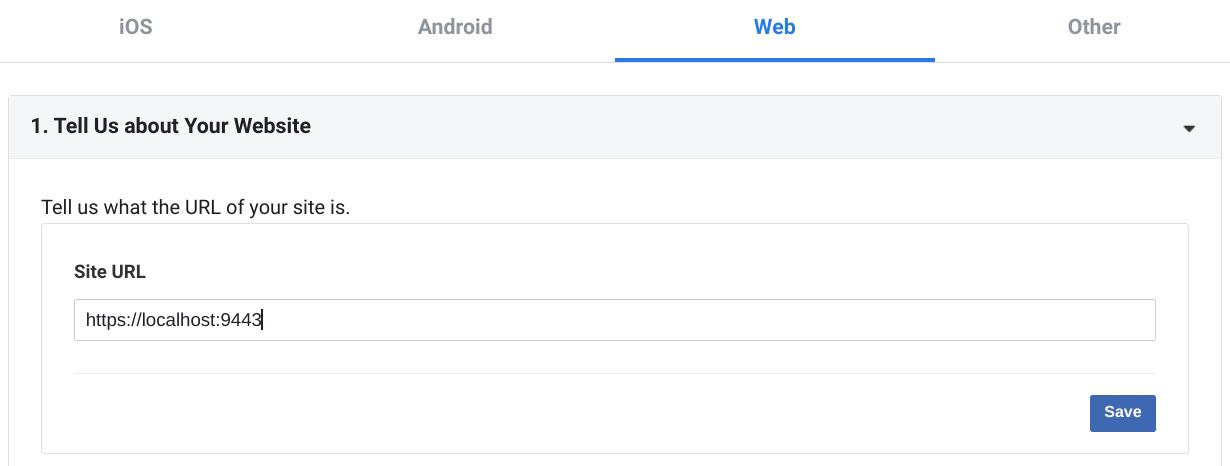 iOS Android Web Other
1. Tell Us about Your Website
Tell us what the URL of your site is.
Site URL
https://localhost:9443
Save